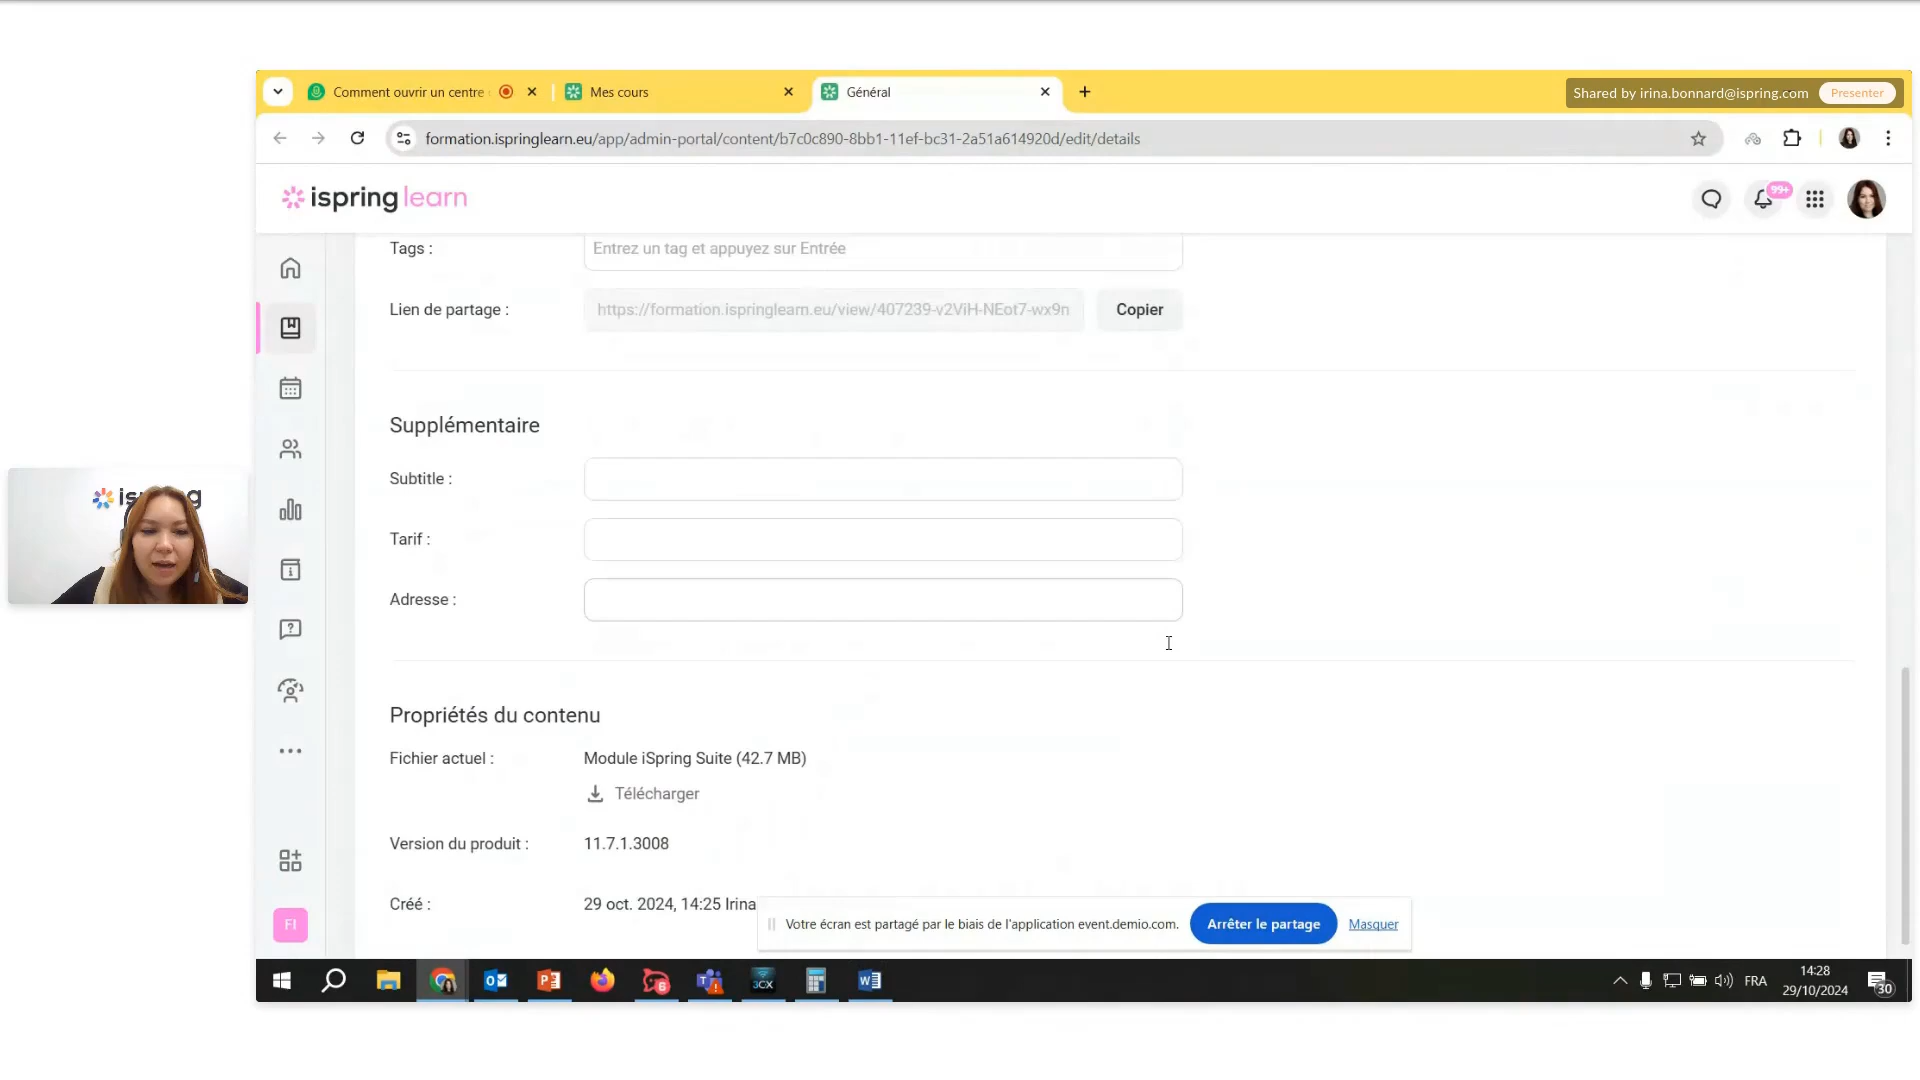 Comment ouvrir un centre
Mes cours
Général
Shared by irina.bonnard@ispring.com
Presenter
formation.ispringlearn.eu/app/admin-portal/content/b7c0c890-8bb1-11ef-bc31-2a51a614920d/edit/details
ispring learn
99+
Tags :
Entrez un tag et appuyez sur Entrée
Lien de partage :
https://formation.ispringlearn.eu/view/407239-v2ViH-NEot7-wx9n
Copier
Supplémentaire
Subtitle :
Tarif :
Adresse :
Propriétés du contenu
Fichier actuel :
Module iSpring Suite (42.7 MB)
Télécharger
Version du produit :
11.7.1.3008
Créé :
29 oct. 2024, 14:25 Irina
FI
Votre écran est partagé par le biais de l'application event.demio.com.
Arrêter le partage
Masquer
3CX
FRA
14:28
29/10/2024
30